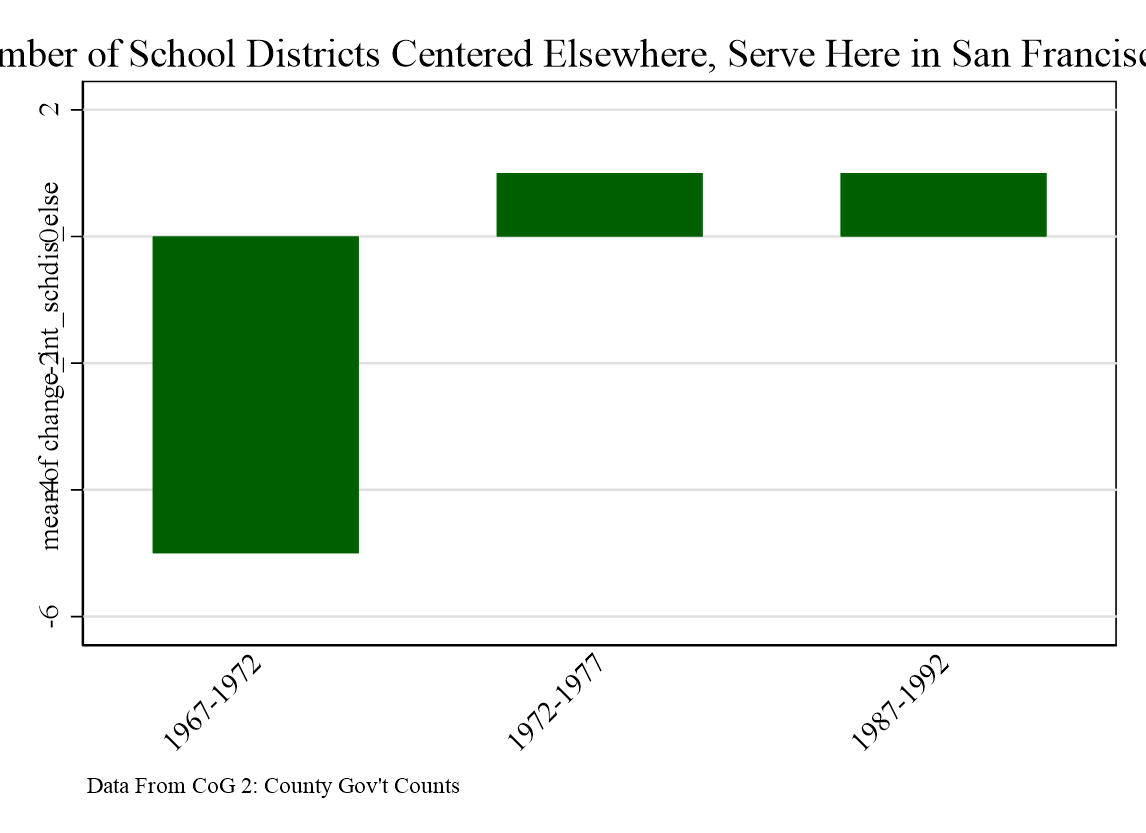 mber of School Districts Centered Elsewhere, Serve Here in San Francisc
mean of change_int_schdis_else
2
0
-2
-4
-6
1967-1972
1972-1977
1987-1992
Data From CoG 2: County Gov't Counts